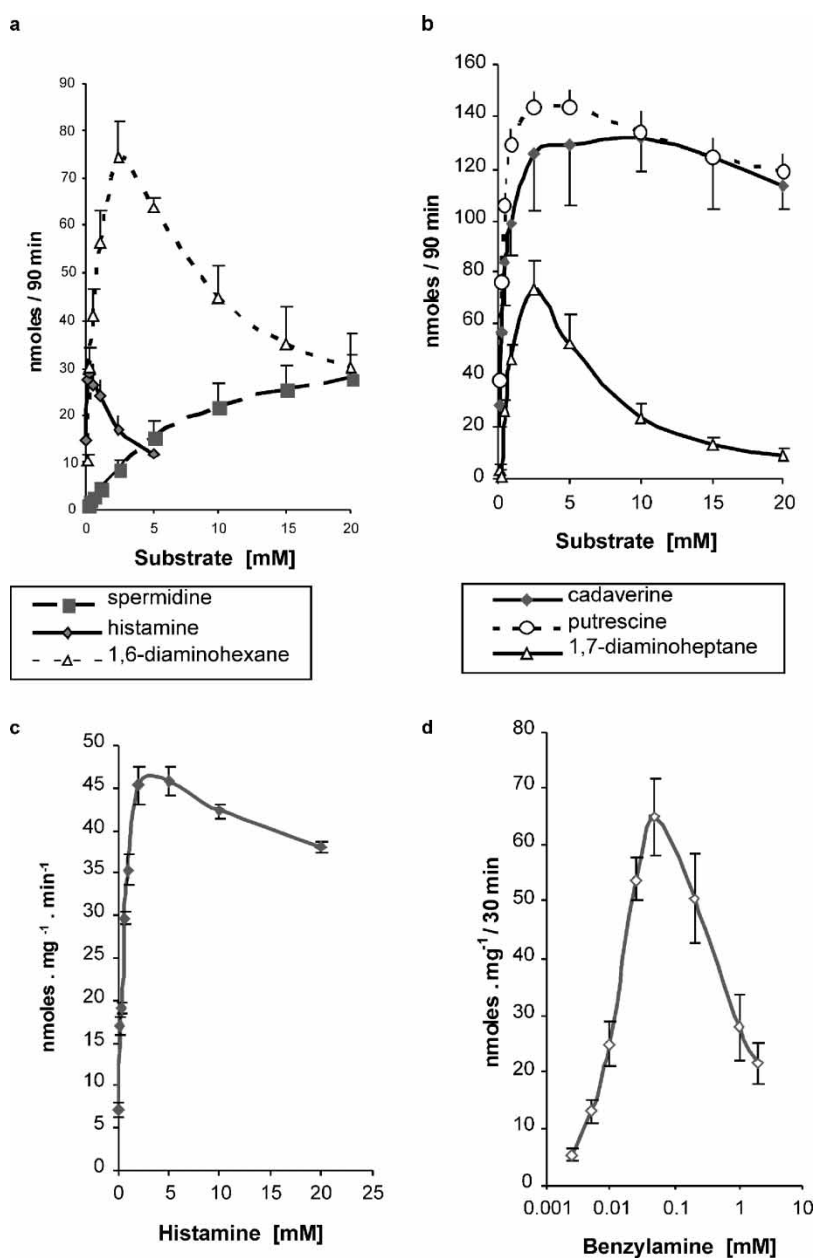 a
90
80
70
60
50
40
30
20
10
0
nmoles / 90 min
0 5 10 15 20
Substrate [mM]
spermidine
histamine
1,6-diaminohexane
b
160
140
120
100
80
60
40
20
0
nmoles / 90 min
0 5 10 15 20
Substrate [mM]
cadaverine
putrescine
1,7-diaminoheptane
c
50
45
40
35
30
25
20
15
10
5
0
nmoles . mg⁻¹ . min⁻¹
0 5 10 15 20 25
Histamine [mM]
d
80
70
60
50
40
30
20
10
0
nmoles . mg⁻¹ / 30 min
0.001 0.01 0.1 1 10
Benzylamine [mM]